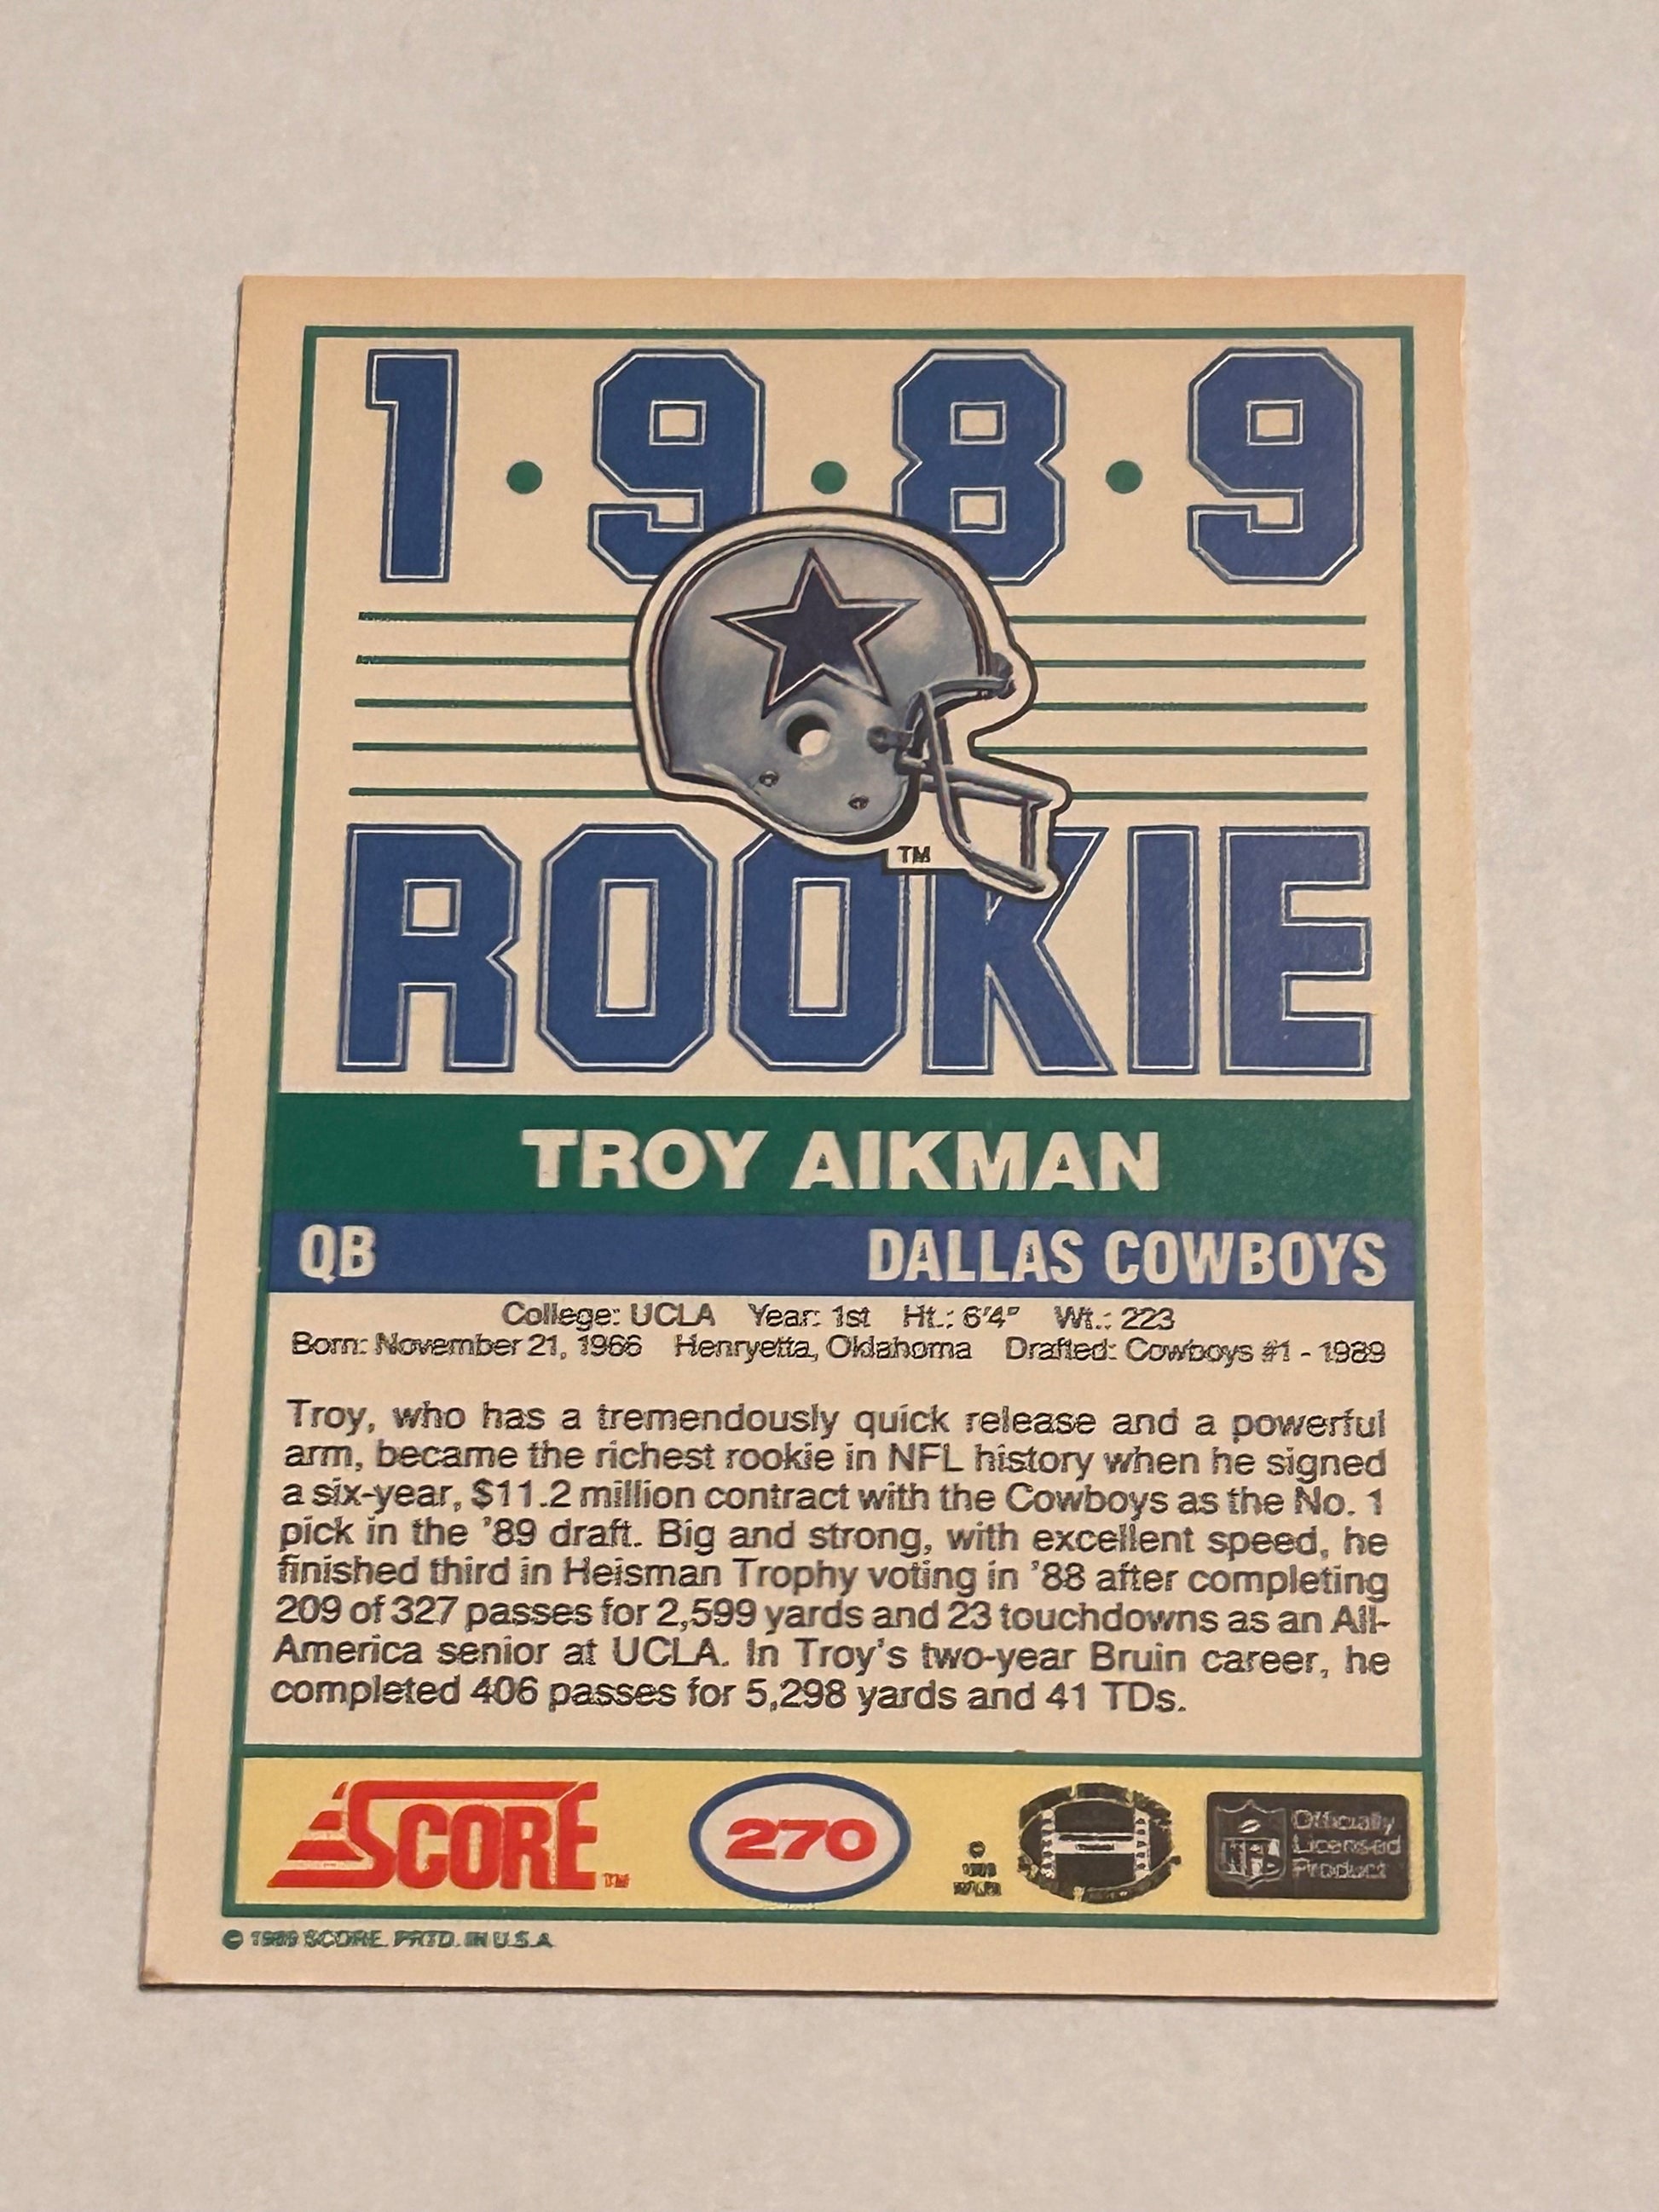 1•9•8•9
TM
ROOKIE
TROY AIKMAN
QB DALLAS COWBOYS
College: UCLA Year: 1st Ht.: 6'4" Wt.: 223
Born: November 21, 1966 Henryetta, Oklahoma Drafted: Cowboys #1 - 1989
Troy, who has a tremendously quick release and a powerful
arm, became the richest rookie in NFL history when he signed
a six-year, $11.2 million contract with the Cowboys as the No. 1
pick in the '89 draft. Big and strong, with excellent speed, he
finished third in Heisman Trophy voting in '88 after completing
209 of 327 passes for 2,599 yards and 23 touchdowns as an All-
America senior at UCLA. In Troy's two-year Bruin career, he
completed 406 passes for 5,298 yards and 41 TDs.
SCORE TM
270
©
NFL
Officially
Licensed
Product
© 1989 SCORE. PRTD. IN U.S.A.